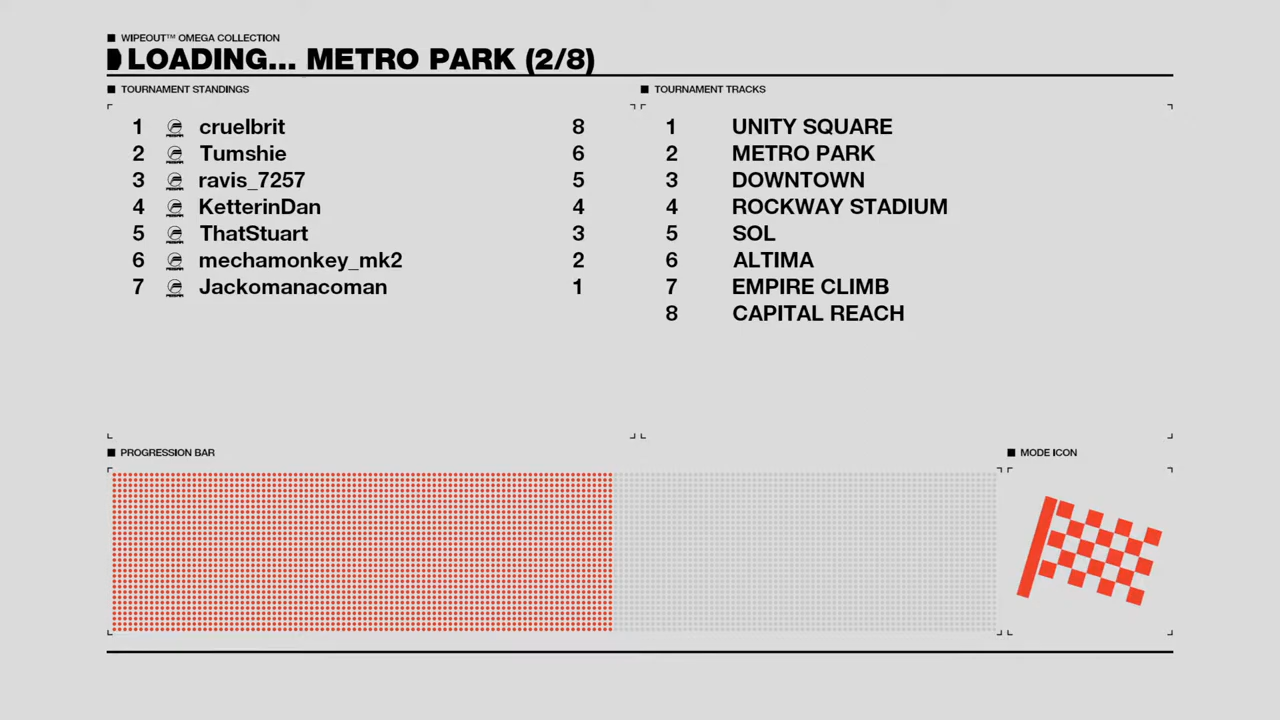 WIPEOUT™ OMEGA COLLECTION
LOADING... METRO PARK (2/8)
TOURNAMENT STANDINGS
1 cruelbrit 8
2 Tumshie 6
3 ravis_7257 5
4 KetterinDan 4
5 ThatStuart 3
6 mechamonkey_mk2 2
7 Jackomanacoman 1
TOURNAMENT TRACKS
1 UNITY SQUARE
2 METRO PARK
3 DOWNTOWN
4 ROCKWAY STADIUM
5 SOL
6 ALTIMA
7 EMPIRE CLIMB
8 CAPITAL REACH
PROGRESSION BAR
MODE ICON